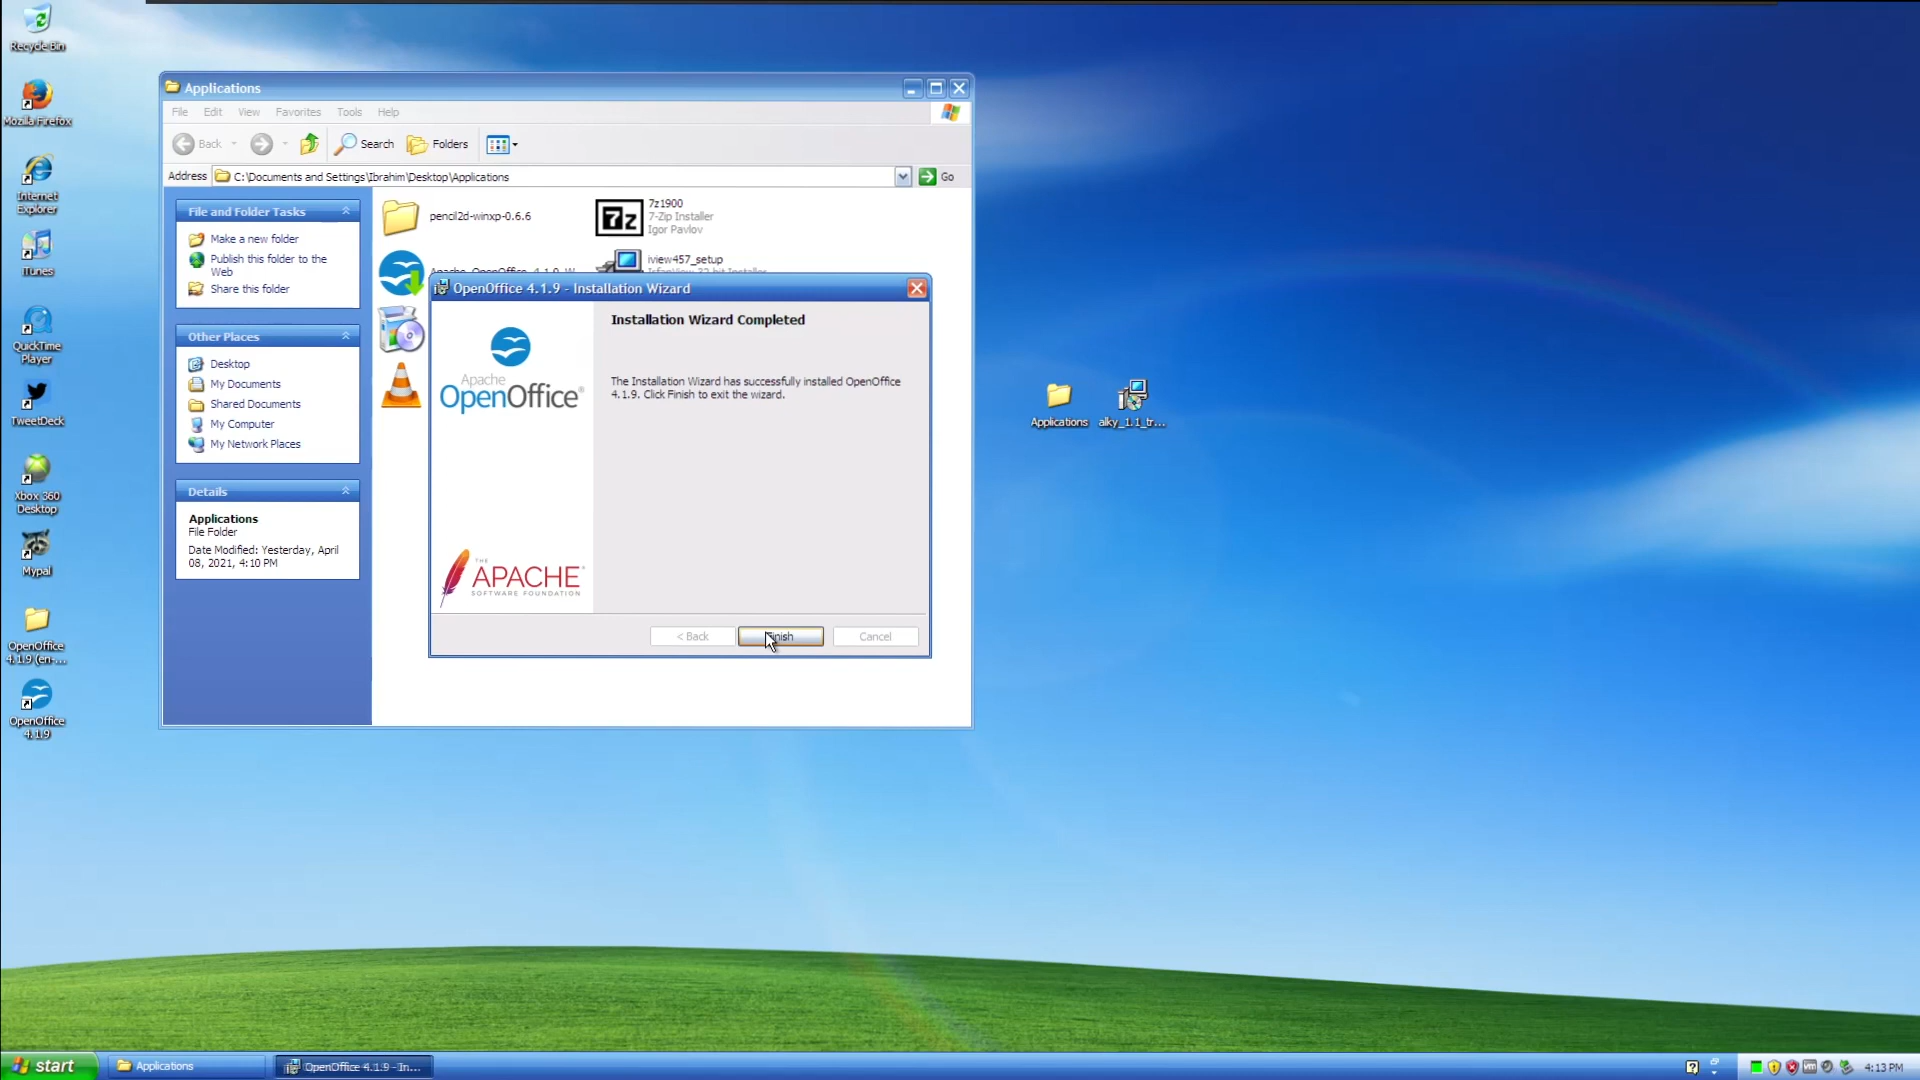 Recycle Bin
Mozilla Firefox
Internet
Explorer
iTunes
QuickTime
Player
TweetDeck
Xbox 360
Desktop
Mypal
OpenOffice
4.1.9 (en-...
OpenOffice
4.1.9
Applications
File Edit View Favorites Tools Help
Back Search Folders
Address C:\Documents and Settings\Ibrahim\Desktop\Applications Go
File and Folder Tasks
Make a new folder
Publish this folder to the
Web
Share this folder
Other Places
Desktop
My Documents
Shared Documents
My Computer
My Network Places
Details
Applications
File Folder
Date Modified: Yesterday, April
08, 2021, 4:10 PM
pencil2d-winxp-0.6.6
7z
7z1900
7-Zip Installer
Igor Pavlov
Apache_OpenOffice_4.1.9_W
iview457_setup
IrfanView 32-bit Installer
OpenOffice 4.1.9 - Installation Wizard
Apache
OpenOffice®
THE
APACHE
SOFTWARE FOUNDATION
Installation Wizard Completed
The Installation Wizard has successfully installed OpenOffice
4.1.9. Click Finish to exit the wizard.
< Back Finish Cancel
Applications
alky_1.1_tr...
start Applications OpenOffice 4.1.9 - In... 4:13 PM